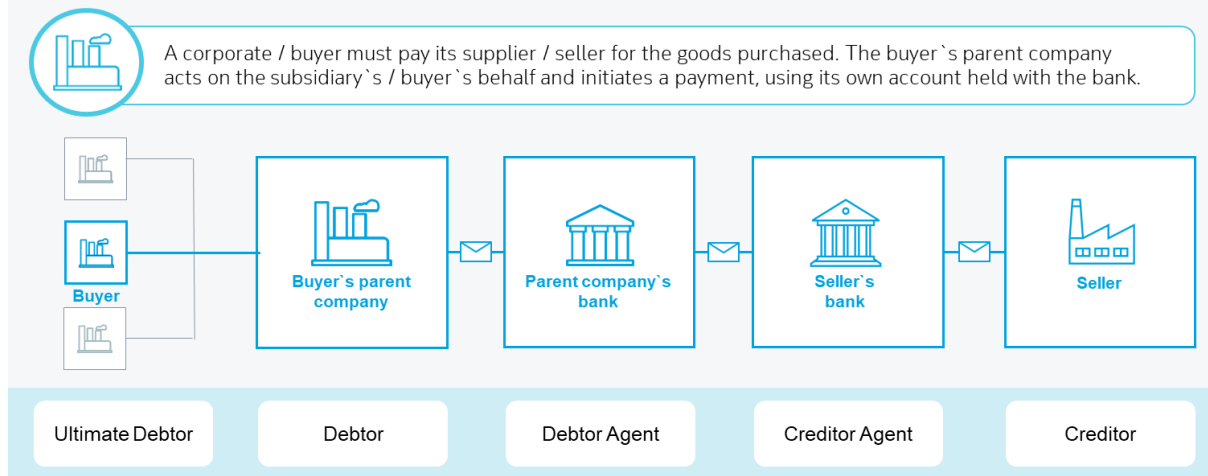 A corporate / buyer must pay its supplier / seller for the goods purchased. The buyer`s parent company
acts on the subsidiary`s / buyer`s behalf and initiates a payment, using its own account held with the bank.
Buyer
Buyer`s parent
company
Parent company`s
bank
Seller`s
bank
Seller
Ultimate Debtor
Debtor
Debtor Agent
Creditor Agent
Creditor